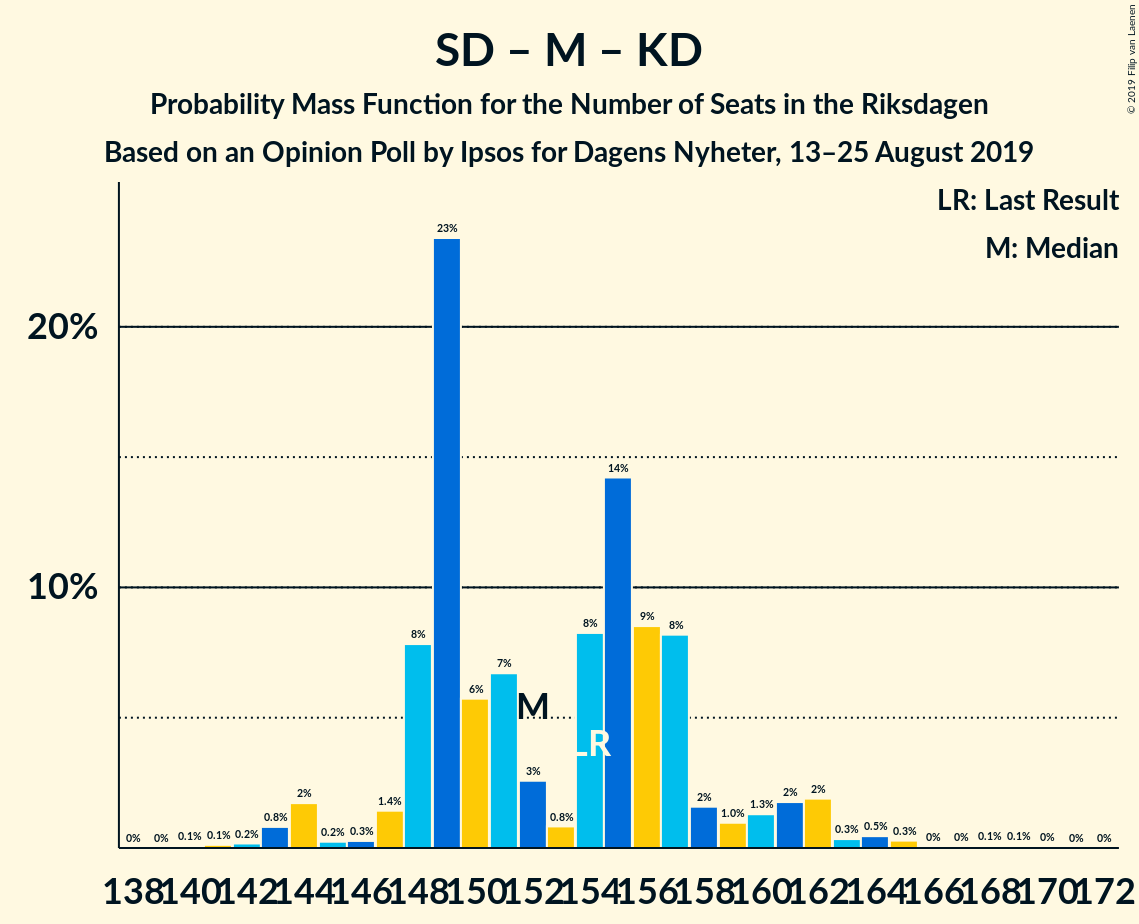 SD – M – KD
Probability Mass Function for the Number of Seats in the Riksdagen
Based on an Opinion Poll by Ipsos for Dagens Nyheter, 13–25 August 2019
© 2019 Filip van Laenen
LR: Last Result
M: Median
20%
10%
0% 0% 0.1% 0.1% 0.2% 0.8% 2% 0.2% 0.3% 1.4% 8% 23% 6% 7% 3% 0.8% 8% 14% 9% 8% 2% 1.0% 1.3% 2% 2% 0.3% 0.5% 0.3% 0% 0% 0.1% 0.1% 0% 0% 0%
M
LR
138 140 142 144 146 148 150 152 154 156 158 160 162 164 166 168 170 172